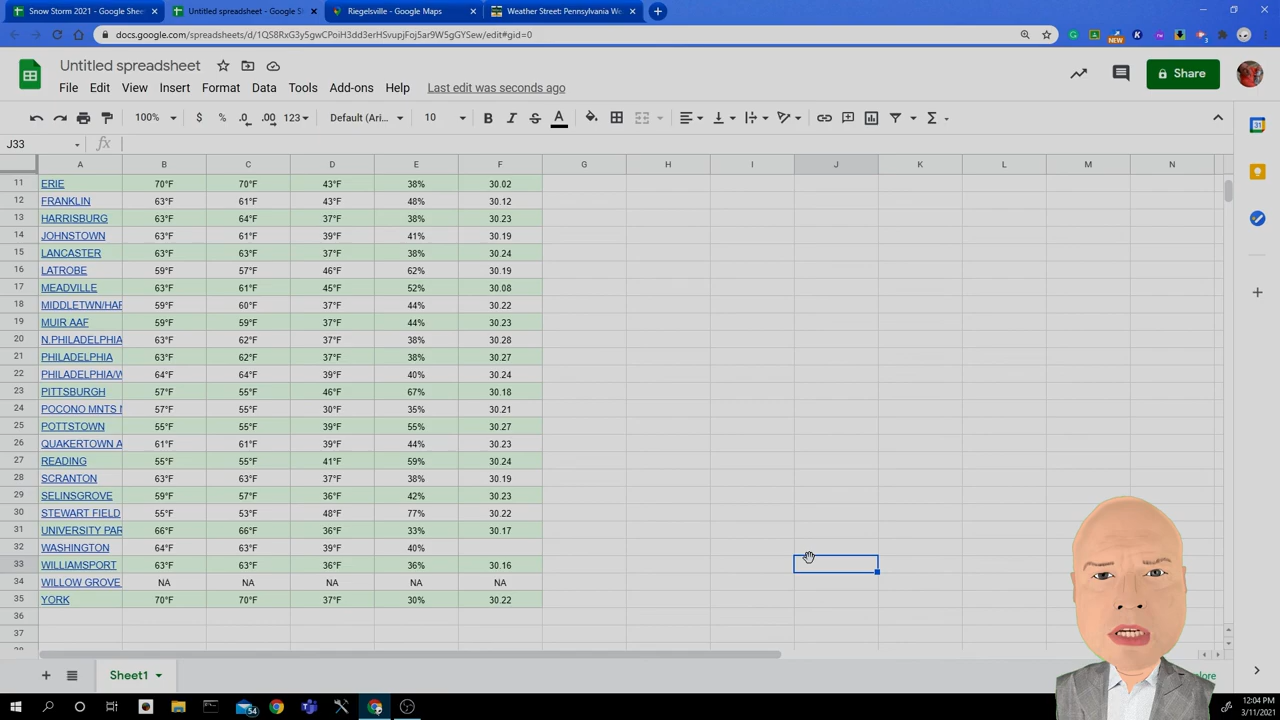 Snow Storm 2021 - Google Sheet × Untitled spreadsheet - Google S × Riegelsville - Google Maps × Weather Street: Pennsylvania We ×
docs.google.com/spreadsheets/d/1QS8RxG3y5gwCPoiH3dd3erHSvupjFoj5ar9W5gGYSew/edit#gid=0
NEW
Untitled spreadsheet
File Edit View Insert Format Data Tools Add-ons Help Last edit was seconds ago
Share
100% $ % .0 .00 123 Default (Ari... 10 B I S A
J33 fx
A B C D E F G H I J K L M N
11 ERIE 70°F 70°F 43°F 38% 30.02
12 FRANKLIN 63°F 61°F 43°F 48% 30.12
13 HARRISBURG 63°F 64°F 37°F 38% 30.23
14 JOHNSTOWN 63°F 61°F 39°F 41% 30.19
15 LANCASTER 63°F 63°F 37°F 38% 30.24
16 LATROBE 59°F 57°F 46°F 62% 30.19
17 MEADVILLE 63°F 61°F 45°F 52% 30.08
18 MIDDLETWN/HAR 59°F 60°F 37°F 44% 30.22
19 MUIR AAF 59°F 59°F 37°F 44% 30.23
20 N.PHILADELPHIA 63°F 62°F 37°F 38% 30.28
21 PHILADELPHIA 63°F 62°F 37°F 38% 30.27
22 PHILADELPHIA/W 64°F 64°F 39°F 40% 30.24
23 PITTSBURGH 57°F 55°F 46°F 67% 30.18
24 POCONO MNTS M 57°F 55°F 30°F 35% 30.21
25 POTTSTOWN 55°F 55°F 39°F 55% 30.27
26 QUAKERTOWN A 61°F 61°F 39°F 44% 30.23
27 READING 55°F 55°F 41°F 59% 30.24
28 SCRANTON 63°F 63°F 37°F 38% 30.19
29 SELINSGROVE 59°F 57°F 36°F 42% 30.23
30 STEWART FIELD 55°F 53°F 48°F 77% 30.22
31 UNIVERSITY PAR 66°F 66°F 36°F 33% 30.17
32 WASHINGTON 64°F 63°F 39°F 40%
33 WILLIAMSPORT 63°F 63°F 36°F 36% 30.16
34 WILLOW GROVE NA NA NA NA NA
35 YORK 70°F 70°F 37°F 30% 30.22
36
37
Sheet1
54
12:04 PM
3/11/2021